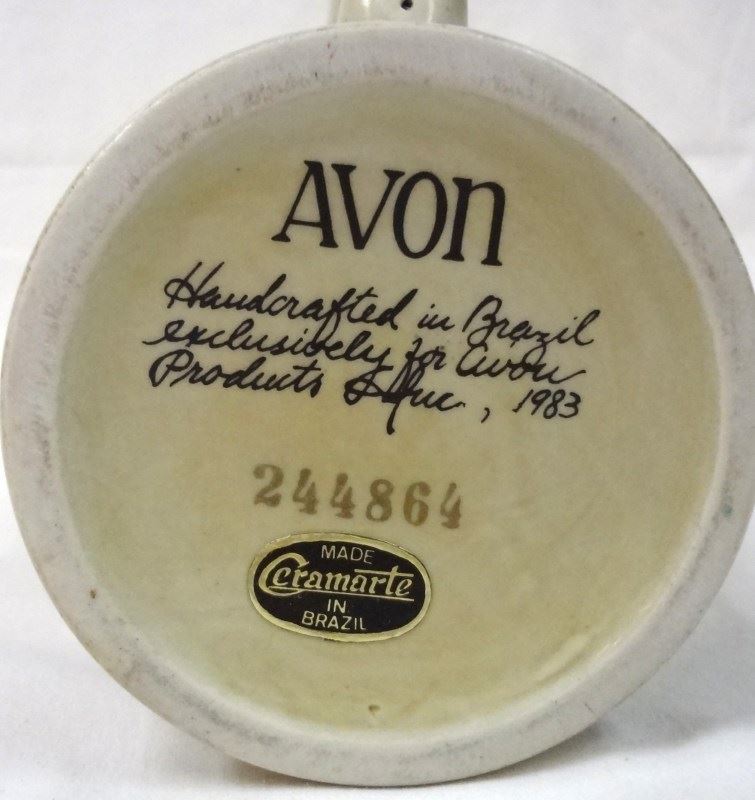 AVON
Handcrafted in Brazil
exclusively for Avon
Products Inc., 1983
244864
MADE
Ceramarte
IN
BRAZIL